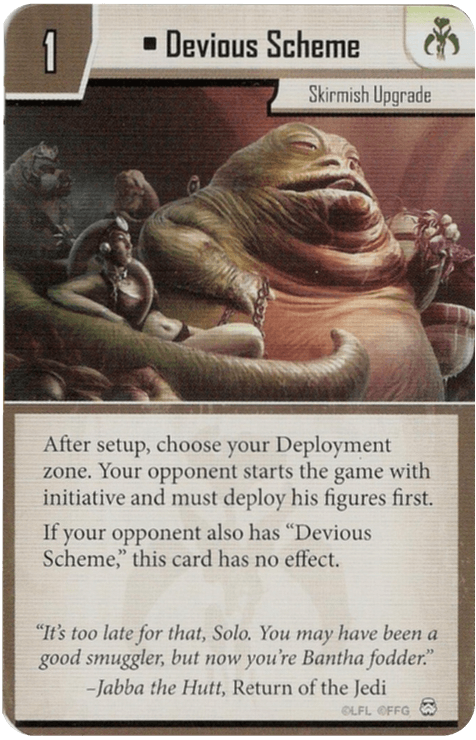 1
▪ Devious Scheme
Skirmish Upgrade
After setup, choose your Deployment
zone. Your opponent starts the game with
initiative and must deploy his figures first.
If your opponent also has “Devious
Scheme,” this card has no effect.
“It’s too late for that, Solo. You may have been a
good smuggler, but now you’re Bantha fodder.”
–Jabba the Hutt, Return of the Jedi
©LFL ©FFG